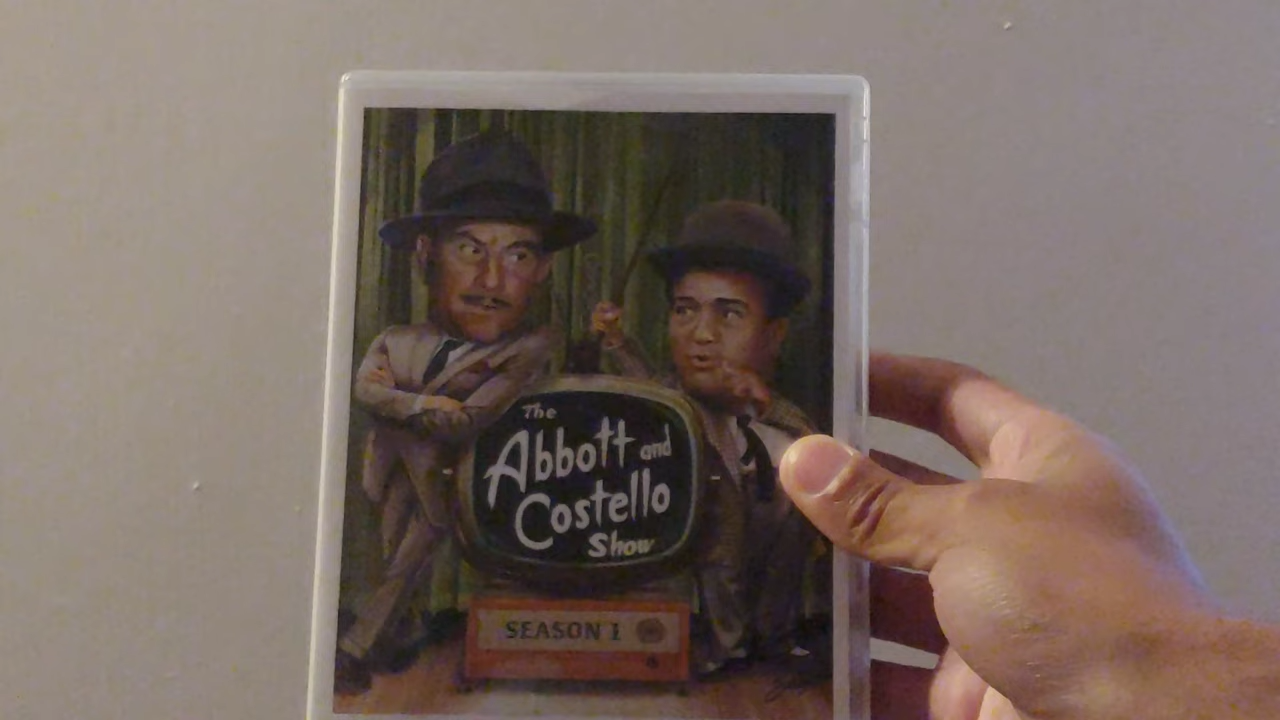 The
Abbott and
Costello
Show
SEASON 1